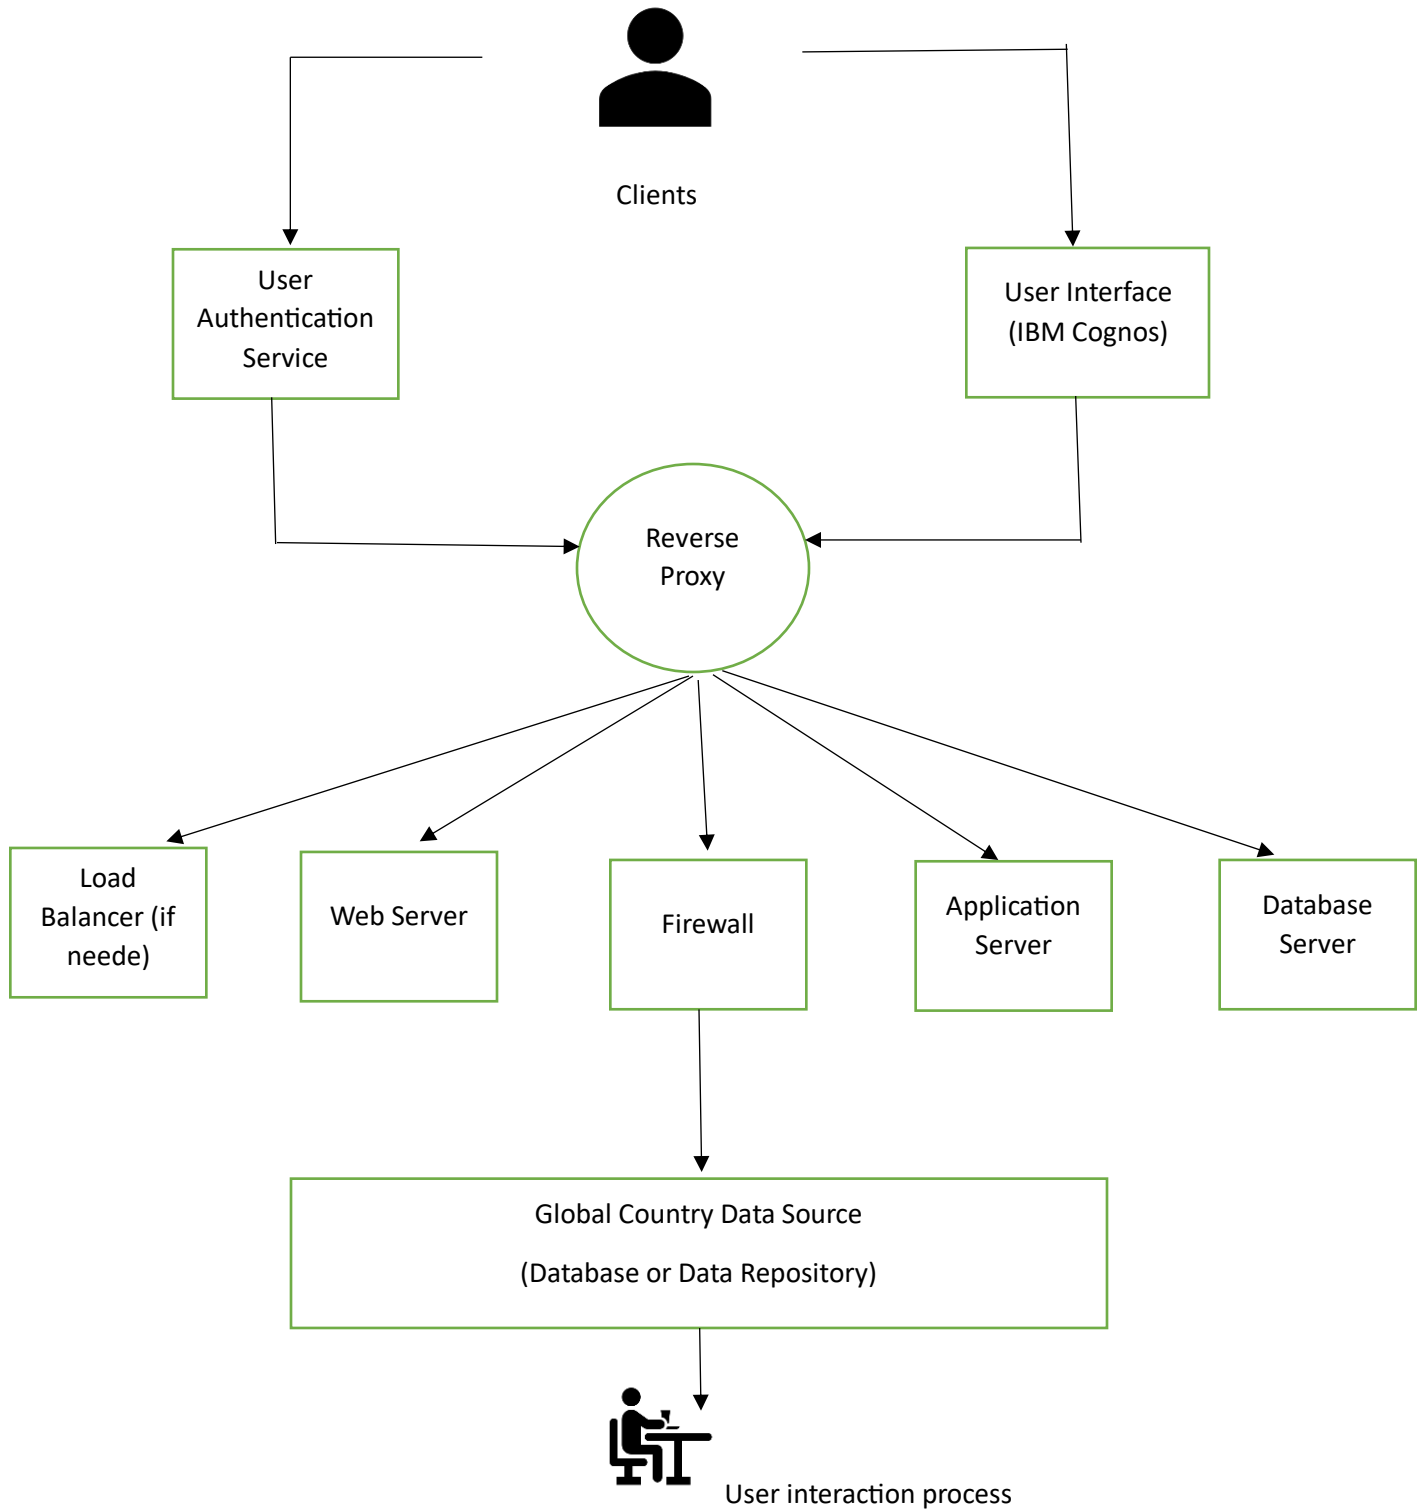 Clients
User
Authentication
Service
User Interface
(IBM Cognos)
Reverse
Proxy
Load
Balancer (if
neede)
Web Server
Firewall
Application
Server
Database
Server
Global Country Data Source
(Database or Data Repository)
User interaction process